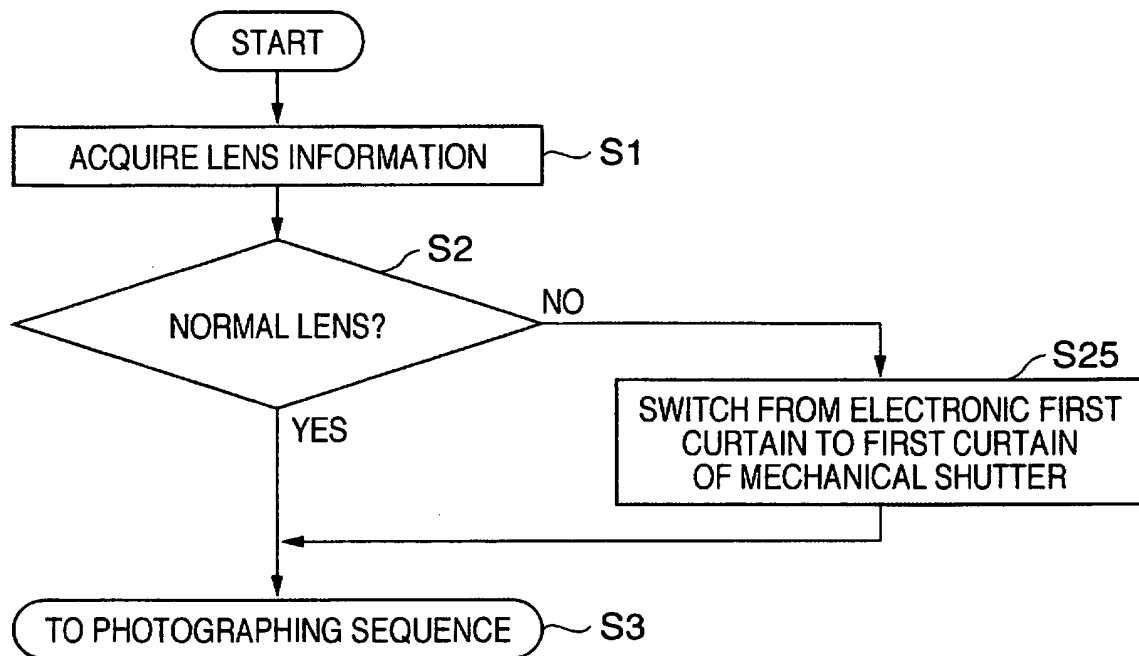 START
ACQUIRE LENS INFORMATION
S1
S2
NORMAL LENS?
NO
YES
S25
SWITCH FROM ELECTRONIC FIRST
CURTAIN TO FIRST CURTAIN
OF MECHANICAL SHUTTER
TO PHOTOGRAPHING SEQUENCE
S3